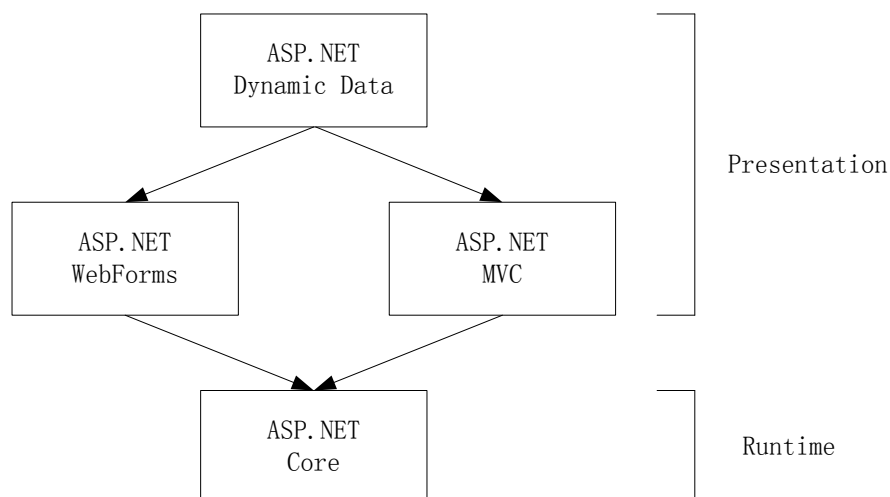 ASP.NET
Dynamic Data
Presentation
ASP.NET
WebForms
ASP.NET
MVC
ASP.NET
Core
Runtime